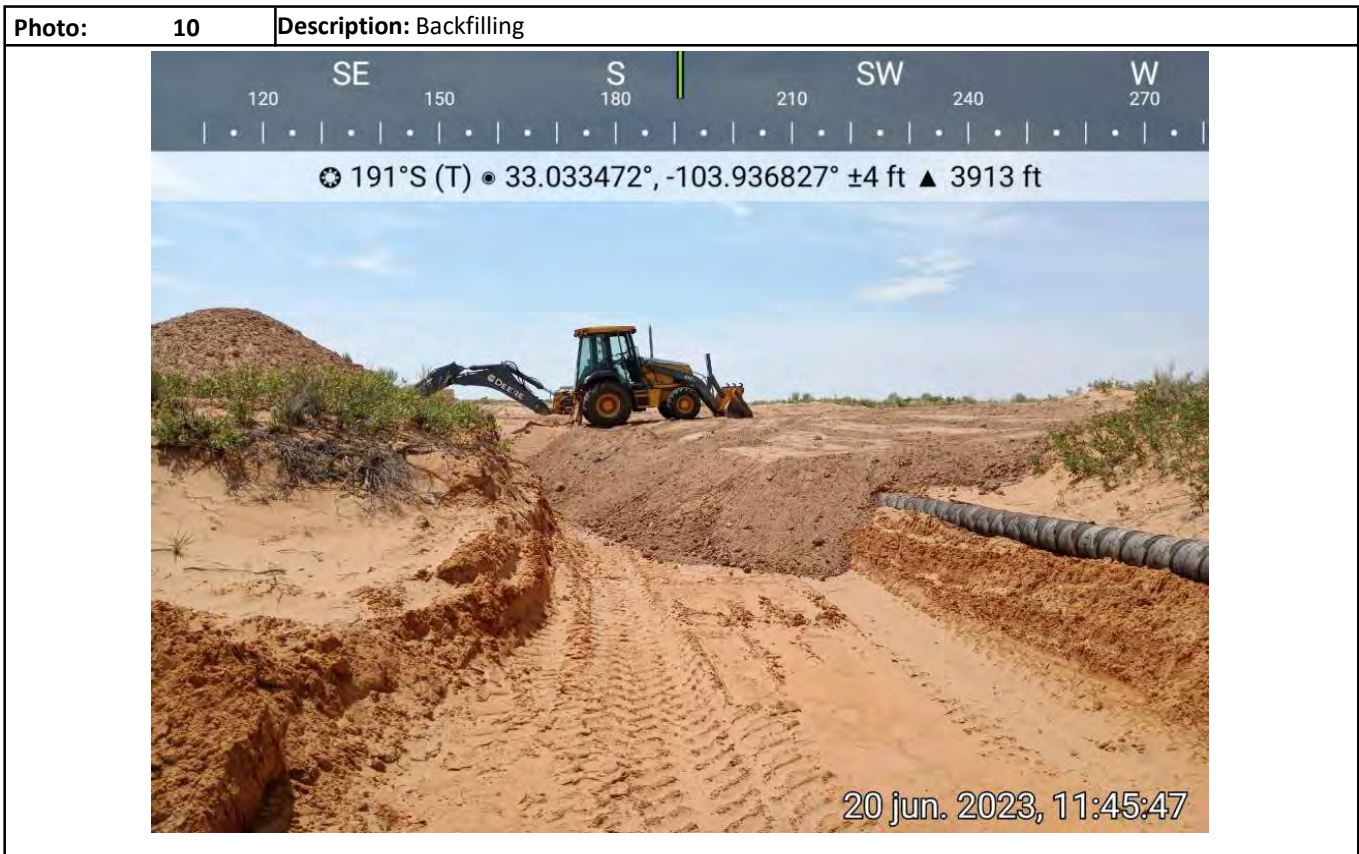 Photo: 10 Description: Backfilling
SE S SW W
120 150 180 210 240 270
191°S (T) 33.033472°, -103.936827° ±4 ft ▲ 3913 ft
DEERE
20 jun. 2023, 11:45:47